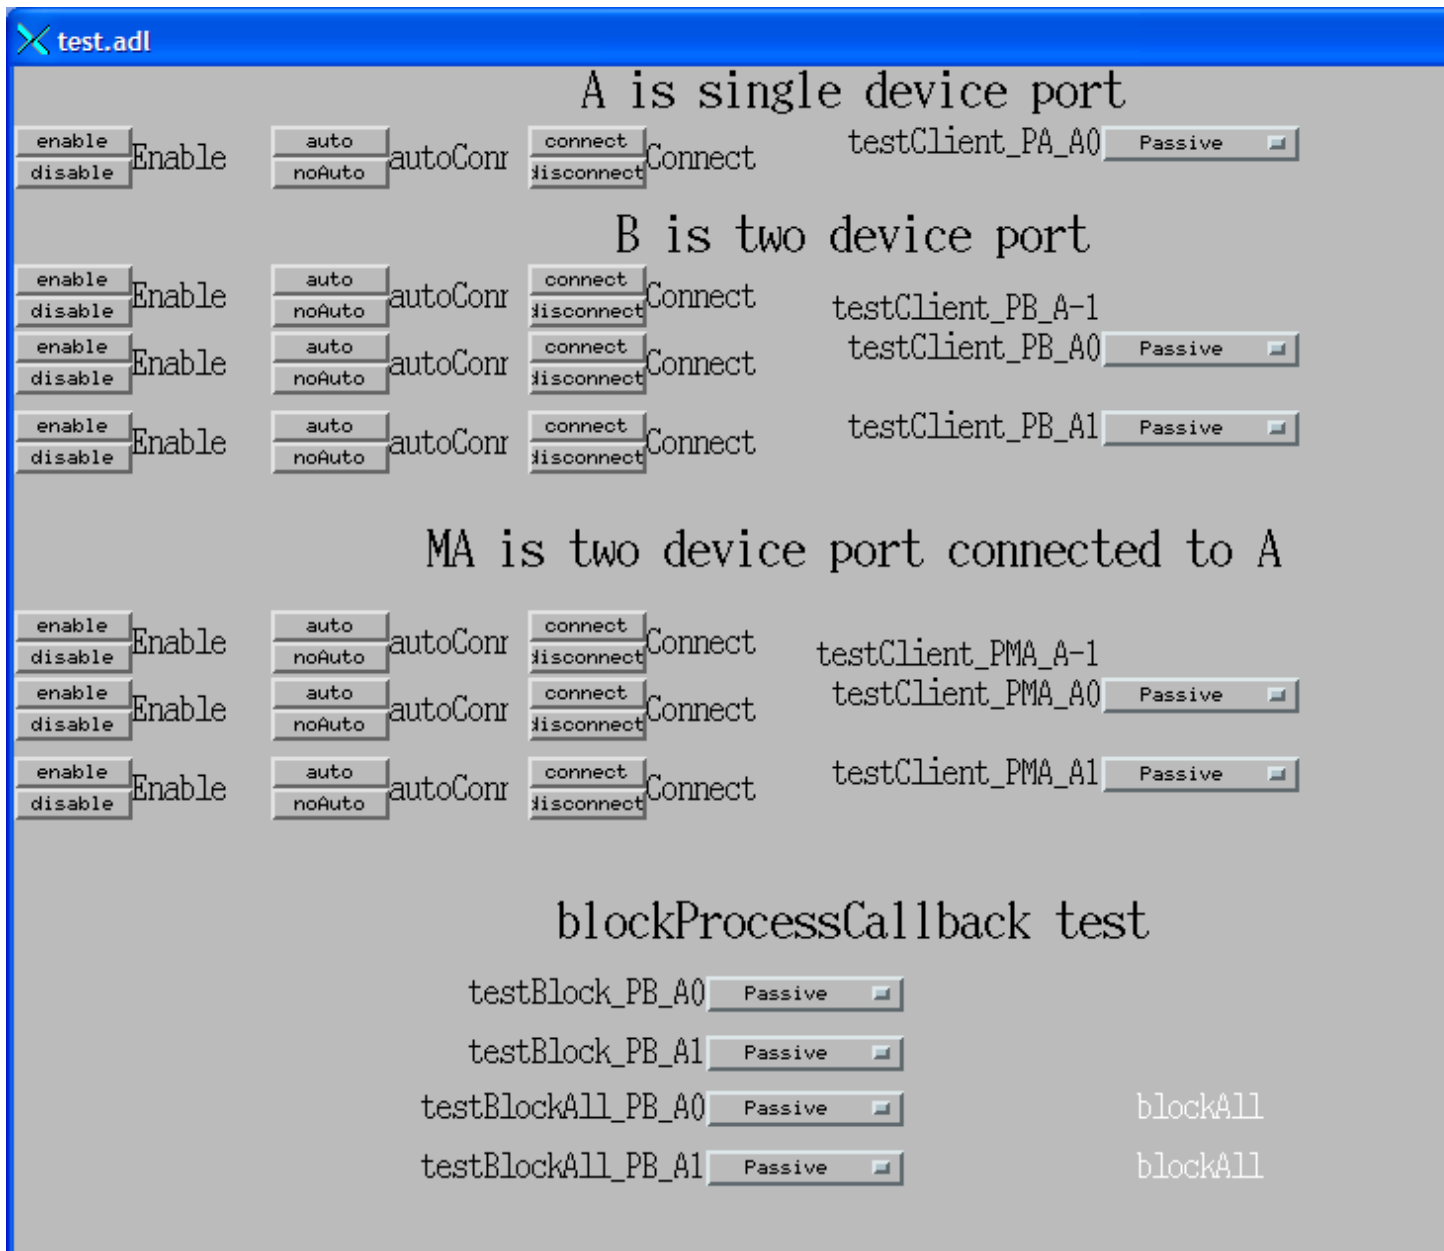 test.adl
A is single device port
enable Enable auto autoConr connect Connect testClient_PA_A0 Passive
disable noAuto disconnect
B is two device port
enable Enable auto autoConr connect Connect testClient_PB_A-1
disable noAuto disconnect
enable Enable auto autoConr connect Connect testClient_PB_A0 Passive
disable noAuto disconnect
enable Enable auto autoConr connect Connect testClient_PB_A1 Passive
disable noAuto disconnect
MA is two device port connected to A
enable Enable auto autoConr connect Connect testClient_PMA_A-1
disable noAuto disconnect
enable Enable auto autoConr connect Connect testClient_PMA_A0 Passive
disable noAuto disconnect
enable Enable auto autoConr connect Connect testClient_PMA_A1 Passive
disable noAuto disconnect
blockProcessCallback test
testBlock_PB_A0 Passive
testBlock_PB_A1 Passive
testBlockAll_PB_A0 Passive blockAll
testBlockAll_PB_A1 Passive blockAll